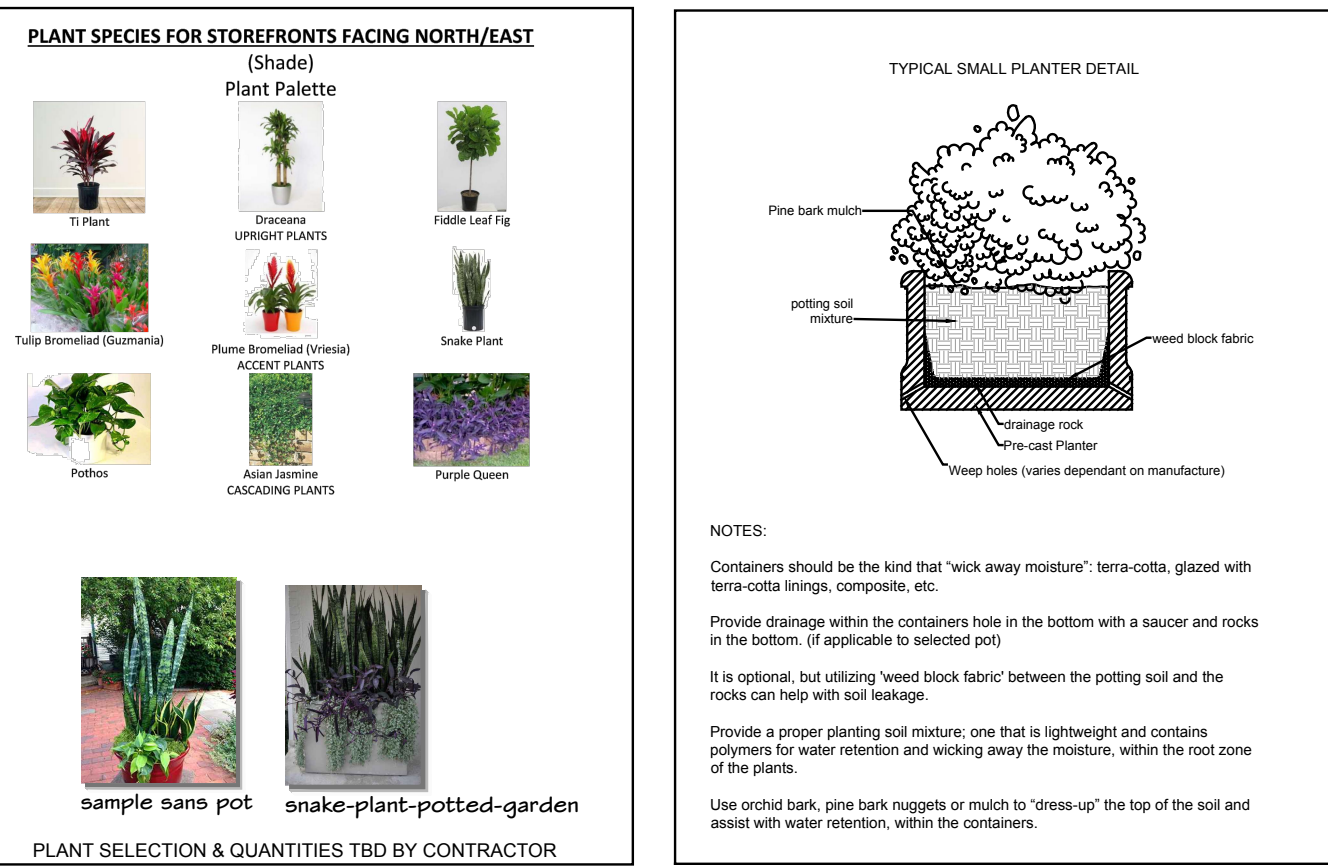 PLANT SPECIES FOR STOREFRONTS FACING NORTH/EAST
(Shade)
Plant Palette
Ti Plant
Draceana
Fiddle Leaf Fig
UPRIGHT PLANTS
Tulip Bromeliad (Guzmania)
Plume Bromeliad (Vriesia)
Snake Plant
ACCENT PLANTS
Pothos
Asian Jasmine
Purple Queen
CASCADING PLANTS
sample sans pot
snake-plant-potted-garden
PLANT SELECTION & QUANTITIES TBD BY CONTRACTOR
TYPICAL SMALL PLANTER DETAIL
Pine bark mulch
potting soil
mixture
weed block fabric
drainage rock
Pre-cast Planter
Weep holes (varies dependant on manufacture)
NOTES:
Containers should be the kind that “wick away moisture”: terra-cotta, glazed with
terra-cotta linings, composite, etc.
Provide drainage within the containers hole in the bottom with a saucer and rocks
in the bottom. (if applicable to selected pot)
It is optional, but utilizing 'weed block fabric' between the potting soil and the
rocks can help with soil leakage.
Provide a proper planting soil mixture; one that is lightweight and contains
polymers for water retention and wicking away the moisture, within the root zone
of the plants.
Use orchid bark, pine bark nuggets or mulch to “dress-up” the top of the soil and
assist with water retention, within the containers.